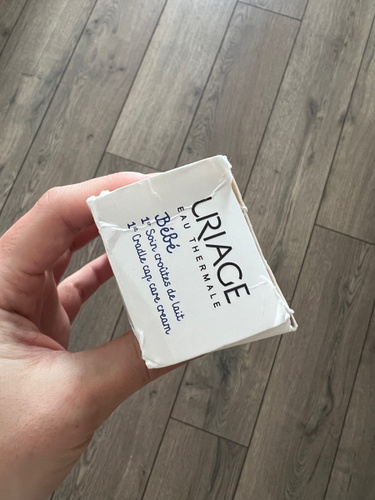 URIAGE
EAU THERMALE
Bébé
1er Soin croûtes de lait
1st Cradle cap care cream